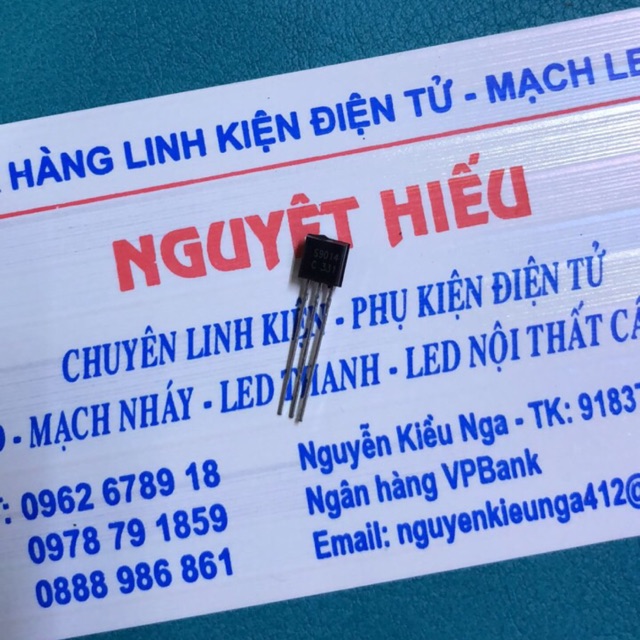 HÀNG LINH KIỆN ĐIỆN TỬ - MẠCH LE
NGUYỆT HIẾU
CHUYÊN LINH KIỆN - PHỤ KIỆN ĐIỆN TỬ
- MẠCH NHÁY - LED THANH - LED NỘI THẤT CÁ
: 0962 6789 18
0978 79 1859
0888 986 861
Nguyễn Kiều Nga - TK: 9183
Ngân hàng VPBank
Email: nguyenkieunga412@